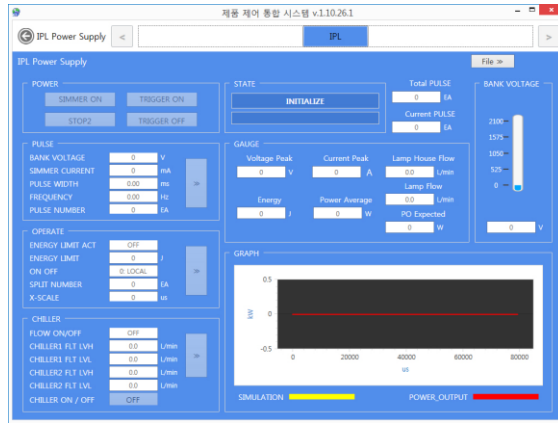 제품 제어 통합 시스템 v.1.10.26.1
IPL Power Supply < IPL >
IPL Power Supply File ≫
POWER
SIMMER ON TRIGGER ON
STOP2 TRIGGER OFF
STATE
INITIALIZE
Total PULSE
0 EA
Current PULSE
0 EA
BANK VOLTAGE
2100
1575
1050
525
0
0 V
PULSE
BANK VOLTAGE 0 V
SIMMER CURRENT 0 mA
PULSE WIDTH 0.00 ms
FREQUENCY 0.00 Hz
PULSE NUMBER 0 EA
≫
GAUGE
Voltage Peak Current Peak Lamp House Flow
0 V 0 A 0.0 L/min
Lamp Flow
Energy Power Average 0.0 L/min
0 J 0 W PO Expected
0 W
OPERATE
ENERGY LIMIT ACT OFF
ENERGY LIMIT 0 J
ON OFF 0: LOCAL
SPLIT NUMBER 0 EA
X-SCALE 0 us
≫
GRAPH
0.5
kW 0
-0.5
0 20000 40000 60000 80000
us
SIMULATION POWER_OUTPUT
CHILLER
FLOW ON/OFF OFF
CHILLER1 FLT LVH 0.0 L/min
CHILLER1 FLT LVL 0.0 L/min
CHILLER2 FLT LVH 0.0 L/min
CHILLER2 FLT LVL 0.0 L/min
CHILLER ON / OFF OFF
≫